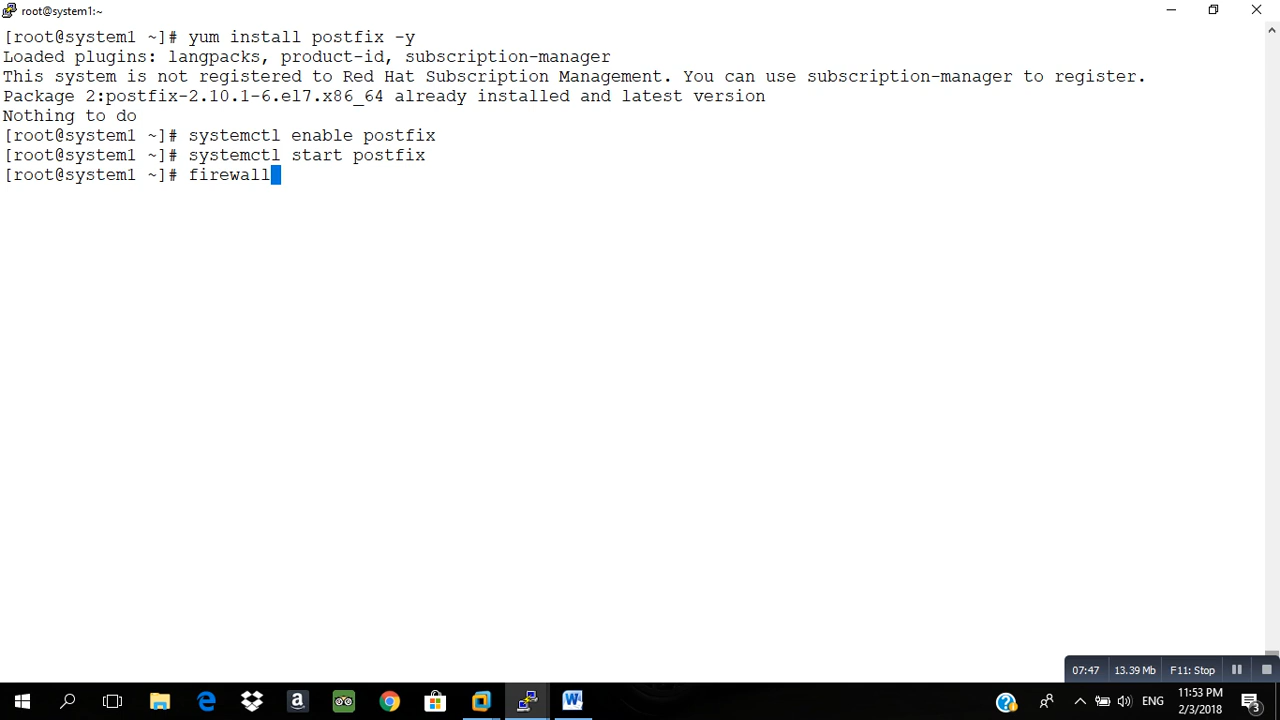 root@system1:~
[root@system1 ~]# yum install postfix -y
Loaded plugins: langpacks, product-id, subscription-manager
This system is not registered to Red Hat Subscription Management. You can use subscription-manager to register.
Package 2:postfix-2.10.1-6.el7.x86_64 already installed and latest version
Nothing to do
[root@system1 ~]# systemctl enable postfix
[root@system1 ~]# systemctl start postfix
[root@system1 ~]# firewall
07:47 13.39 Mb F11: Stop
ENG
11:53 PM
2/3/2018
3